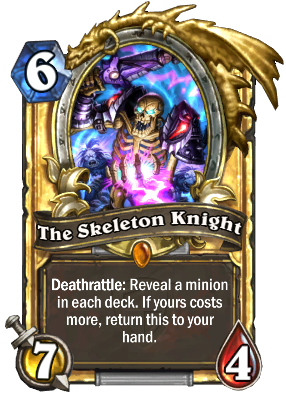 6
The Skeleton Knight
Deathrattle: Reveal a minion
in each deck. If yours costs
more, return this to your
hand.
7
4